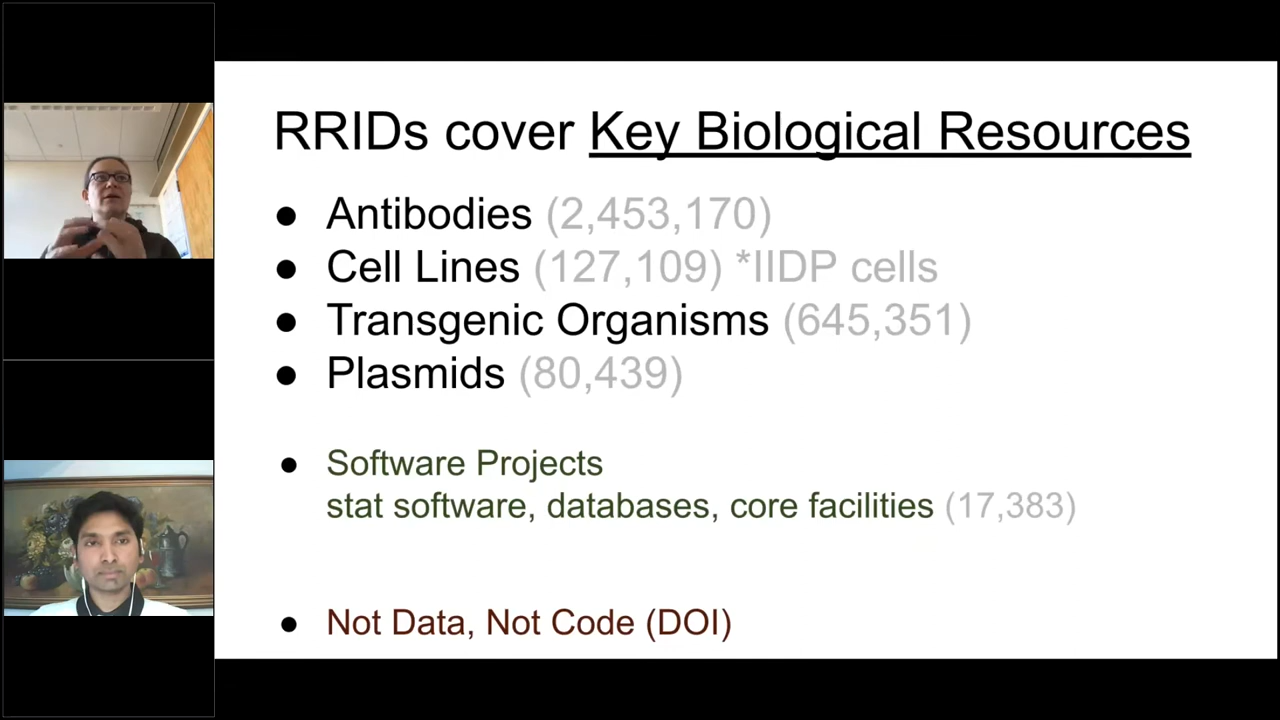 RRIDs cover Key Biological Resources
● Antibodies (2,453,170)
● Cell Lines (127,109) *IIDP cells
● Transgenic Organisms (645,351)
● Plasmids (80,439)
● Software Projects
stat software, databases, core facilities (17,383)
● Not Data, Not Code (DOI)